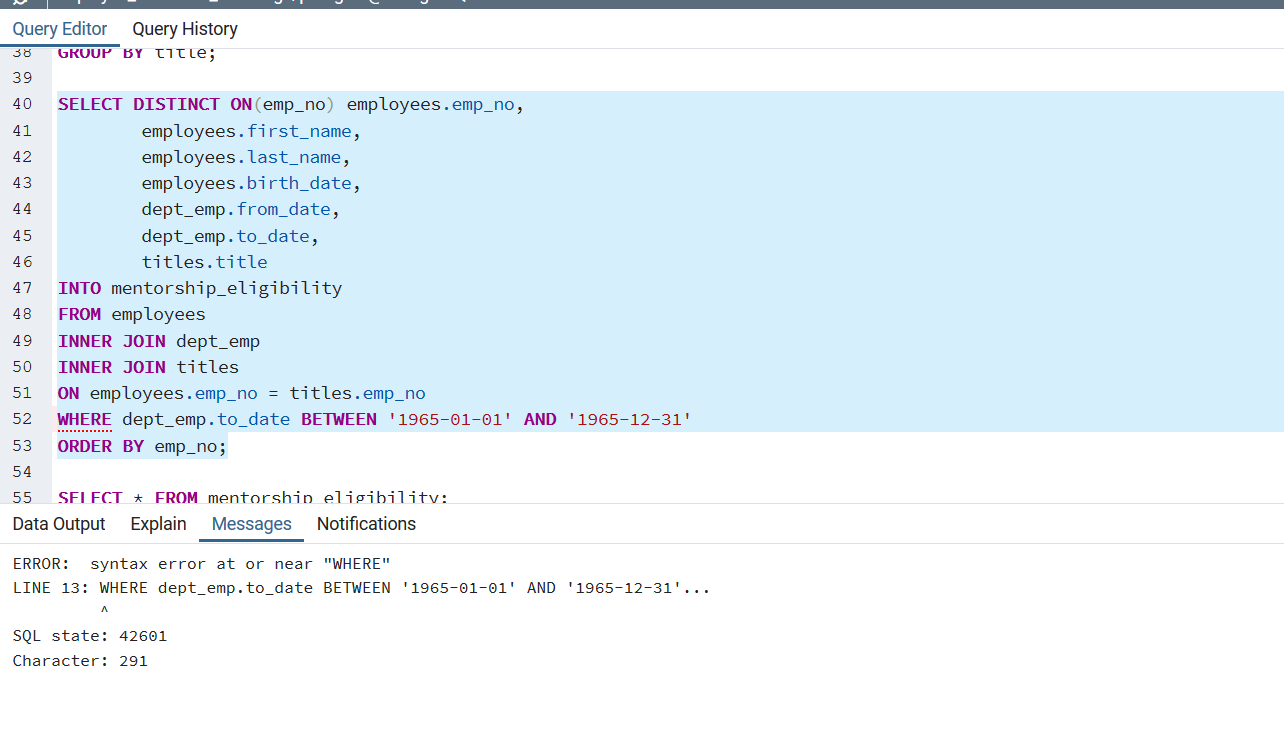 Query Editor Query History
38 GROUP BY title;
39
40 SELECT DISTINCT ON(emp_no) employees.emp_no,
41 employees.first_name,
42 employees.last_name,
43 employees.birth_date,
44 dept_emp.from_date,
45 dept_emp.to_date,
46 titles.title
47 INTO mentorship_eligibility
48 FROM employees
49 INNER JOIN dept_emp
50 INNER JOIN titles
51 ON employees.emp_no = titles.emp_no
52 WHERE dept_emp.to_date BETWEEN '1965-01-01' AND '1965-12-31'
53 ORDER BY emp_no;
54
55 SELECT * FROM mentorship_eligibility;
Data Output Explain Messages Notifications
ERROR:  syntax error at or near "WHERE"
LINE 13: WHERE dept_emp.to_date BETWEEN '1965-01-01' AND '1965-12-31'...
^
SQL state: 42601
Character: 291